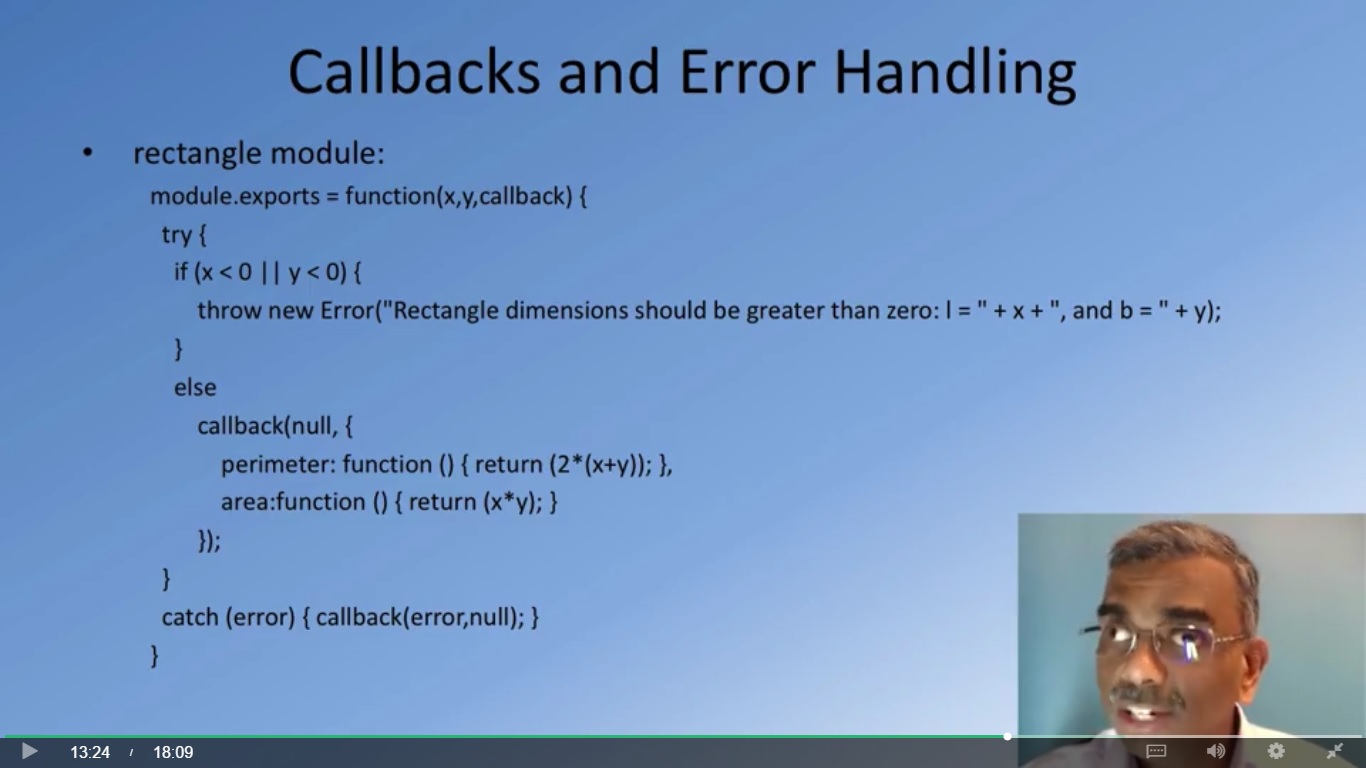 Callbacks and Error Handling
• rectangle module:
module.exports = function(x,y,callback) {
try {
if (x < 0 || y < 0) {
throw new Error("Rectangle dimensions should be greater than zero: l = " + x + ", and b = " + y);
}
else
callback(null, {
perimeter: function () { return (2*(x+y)); },
area:function () { return (x*y); }
});
}
catch (error) { callback(error,null); }
}
13:24 / 18:09